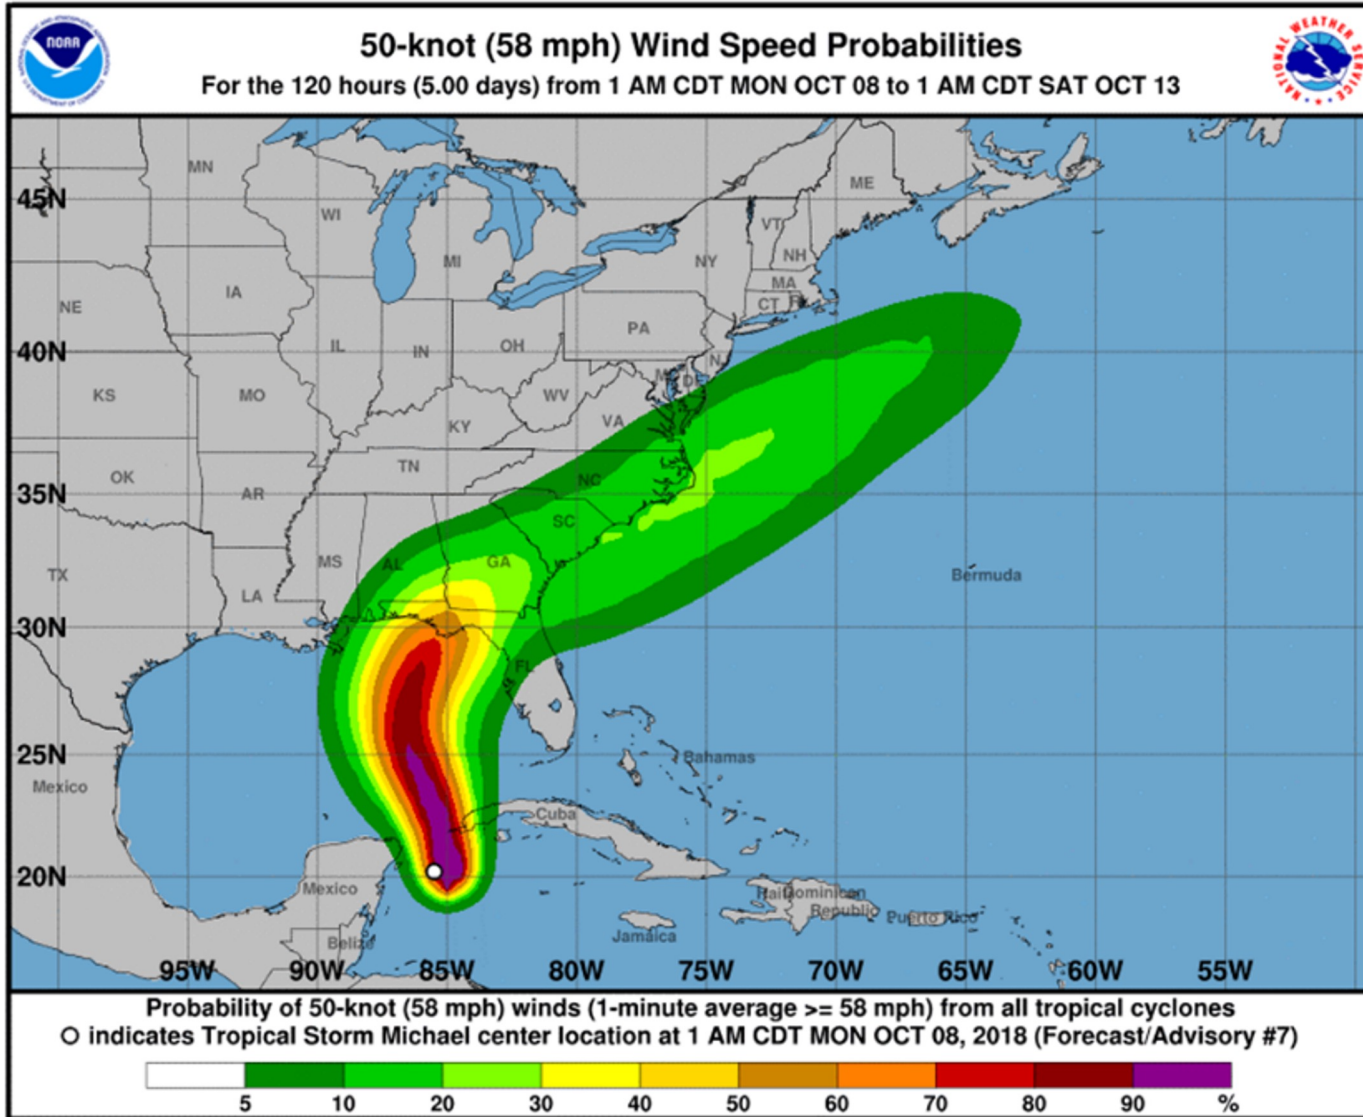 NOAA
NATIONAL WEATHER SERVICE
50-knot (58 mph) Wind Speed Probabilities
For the 120 hours (5.00 days) from 1 AM CDT MON OCT 08 to 1 AM CDT SAT OCT 13
MN
ME
45N
WI
VT
MI
NY
NH
MA
IA
CT
NE
PA
IL
IN
OH
40N
KS
MO
WV
VA
KY
TN
OK
NC
AR
35N
SC
MS
AL
GA
TX
Bermuda
LA
30N
FL
25N
Bahamas
Mexico
Cuba
20N
Mexico
Haiti
Dominican
Republic
Puerto Rico
Jamaica
Belize
95W 90W 85W 80W 75W 70W 65W 60W 55W
Probability of 50-knot (58 mph) winds (1-minute average >= 58 mph) from all tropical cyclones
O indicates Tropical Storm Michael center location at 1 AM CDT MON OCT 08, 2018 (Forecast/Advisory #7)
5 10 20 30 40 50 60 70 80 90 %